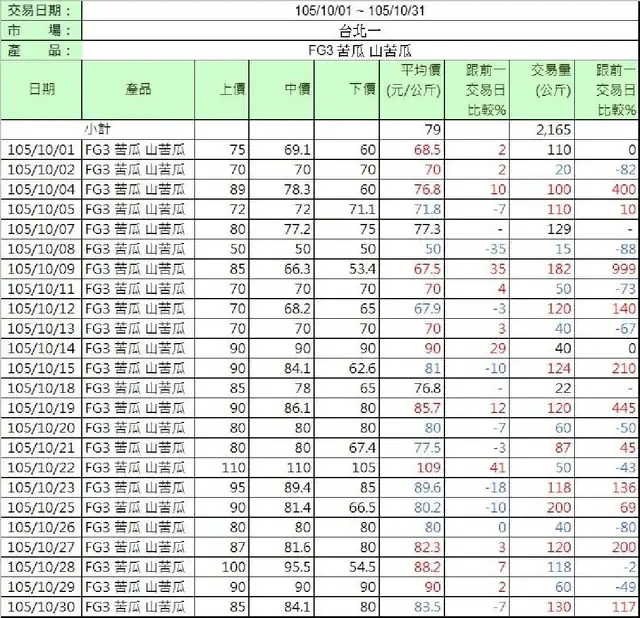 交易日期： 105/10/01 ~ 105/10/31
市 場： 台北一
產 品： FG3 苦瓜 山苦瓜
日期 產品 上價 中價 下價 平均價(元/公斤) 跟前一交易日比較% 交易量(公斤) 跟前一交易日比較%
小計 79 2,165
105/10/01 FG3 苦瓜 山苦瓜 75 69.1 60 68.5 2 110 0
105/10/02 FG3 苦瓜 山苦瓜 70 70 70 70 2 20 -82
105/10/04 FG3 苦瓜 山苦瓜 89 78.3 60 76.8 10 100 400
105/10/05 FG3 苦瓜 山苦瓜 72 72 71.1 71.8 -7 110 10
105/10/07 FG3 苦瓜 山苦瓜 80 77.2 75 77.3 - 129 -
105/10/08 FG3 苦瓜 山苦瓜 50 50 50 50 -35 15 -88
105/10/09 FG3 苦瓜 山苦瓜 85 66.3 53.4 67.5 35 182 999
105/10/11 FG3 苦瓜 山苦瓜 70 70 70 70 4 50 -73
105/10/12 FG3 苦瓜 山苦瓜 70 68.2 65 67.9 -3 120 140
105/10/13 FG3 苦瓜 山苦瓜 70 70 70 70 3 40 -67
105/10/14 FG3 苦瓜 山苦瓜 90 90 90 90 29 40 0
105/10/15 FG3 苦瓜 山苦瓜 90 84.1 62.6 81 -10 124 210
105/10/18 FG3 苦瓜 山苦瓜 85 78 65 76.8 - 22 -
105/10/19 FG3 苦瓜 山苦瓜 90 86.1 80 85.7 12 120 445
105/10/20 FG3 苦瓜 山苦瓜 80 80 80 80 -7 60 -50
105/10/21 FG3 苦瓜 山苦瓜 80 80 67.4 77.5 -3 87 45
105/10/22 FG3 苦瓜 山苦瓜 110 110 105 109 41 50 -43
105/10/23 FG3 苦瓜 山苦瓜 95 89.4 85 89.6 -18 118 136
105/10/25 FG3 苦瓜 山苦瓜 90 81.4 66.5 80.2 -10 200 69
105/10/26 FG3 苦瓜 山苦瓜 80 80 80 80 0 40 -80
105/10/27 FG3 苦瓜 山苦瓜 87 81.6 80 82.3 3 120 200
105/10/28 FG3 苦瓜 山苦瓜 100 95.5 54.5 88.2 7 118 -2
105/10/29 FG3 苦瓜 山苦瓜 90 90 90 90 2 60 -49
105/10/30 FG3 苦瓜 山苦瓜 85 84.1 80 83.5 -7 130 117